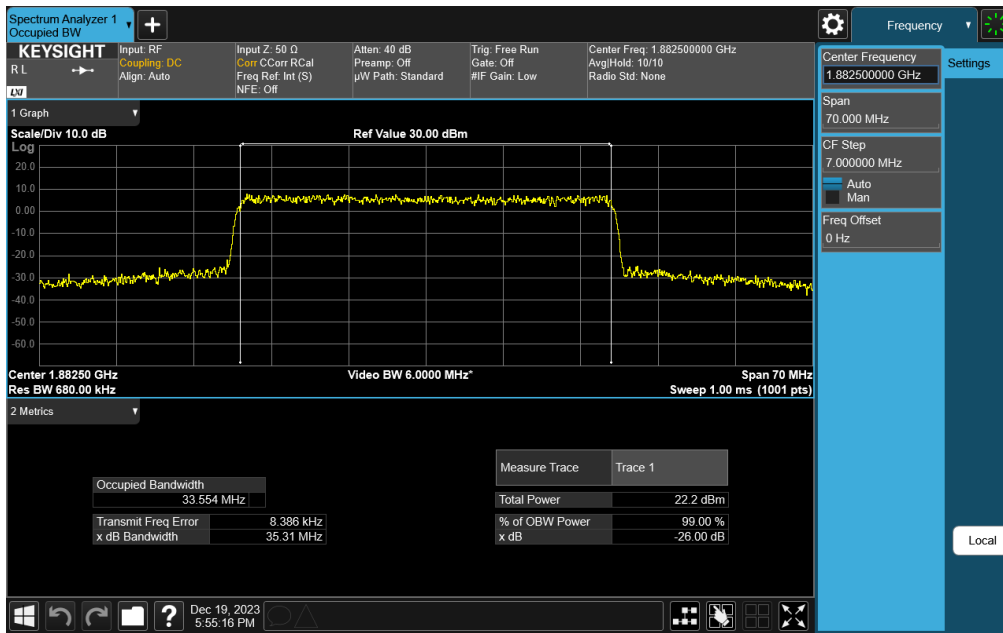 Spectrum Analyzer 1
Occupied BW
+
Frequency
KEYSIGHT
R L
LXI
Input: RF
Coupling: DC
Align: Auto
Input Z: 50 Ω
Corr CCorr RCal
Freq Ref: Int (S)
NFE: Off
Atten: 40 dB
Preamp: Off
µW Path: Standard
Trig: Free Run
Gate: Off
#IF Gain: Low
Center Freq: 1.882500000 GHz
Avg|Hold: 10/10
Radio Std: None
Center Frequency
1.882500000 GHz
Settings
Span
70.000 MHz
CF Step
7.000000 MHz
Auto
Man
Freq Offset
0 Hz
Local
1 Graph
Scale/Div 10.0 dB
Ref Value 30.00 dBm
Log
20.0
10.0
0.00
-10.0
-20.0
-30.0
-40.0
-50.0
-60.0
Center 1.88250 GHz
Video BW 6.0000 MHz*
Span 70 MHz
Res BW 680.00 kHz
Sweep 1.00 ms (1001 pts)
2 Metrics
Measure Trace Trace 1
Occupied Bandwidth
33.554 MHz
Total Power 22.2 dBm
Transmit Freq Error 8.386 kHz
% of OBW Power 99.00 %
x dB Bandwidth 35.31 MHz
x dB -26.00 dB
?
Dec 19, 2023
5:55:16 PM